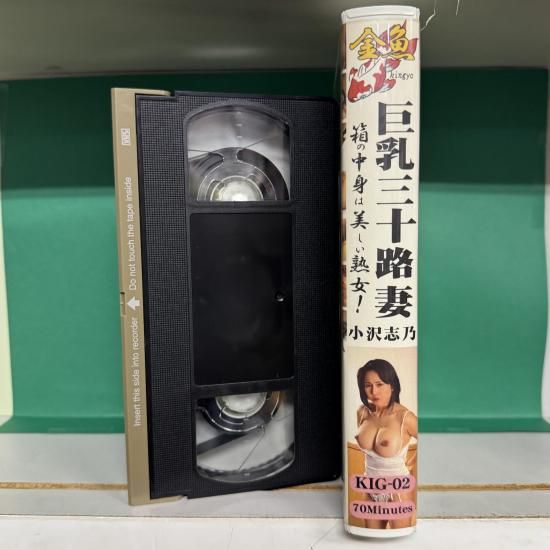 VHS
Do not touch the tape inside
Insert this side into recorder
金魚
kingyo
巨乳三十路妻
箱の中身は美しい熟女！
小沢志乃
KIG-02
70Minutes